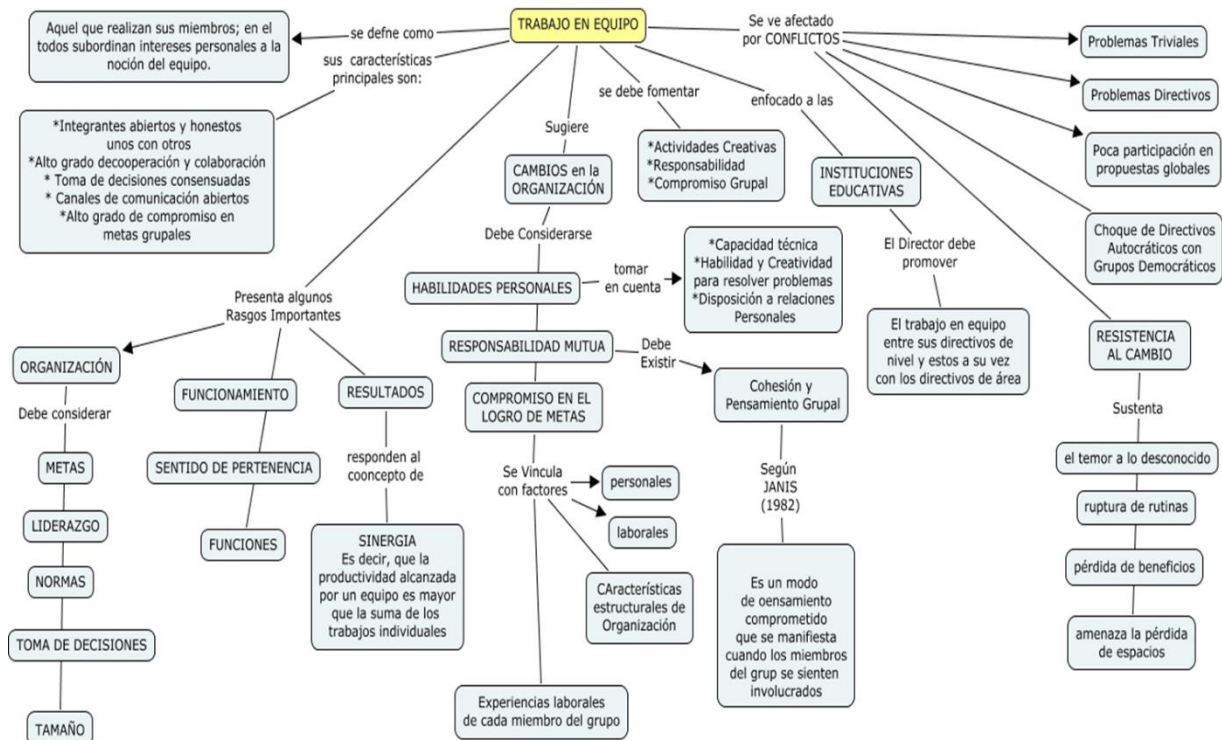 TRABAJO EN EQUIPO
se defne como
Aquel que realizan sus miembros; en el
todos subordinan intereses personales a la
noción del equipo.
sus características
principales son:
*Integrantes abiertos y honestos
unos con otros
*Alto grado decooperación y colaboración
* Toma de decisiones consensuadas
* Canales de comunicación abiertos
*Alto grado de compromiso en
metas grupales
Presenta algunos
Rasgos Importantes
ORGANIZACIÓN
Debe considerar
METAS
LIDERAZGO
NORMAS
TOMA DE DECISIONES
TAMAÑO
FUNCIONAMIENTO
SENTIDO DE PERTENENCIA
FUNCIONES
RESULTADOS
responden al
cooncepto de
SINERGIA
Es decir, que la
productividad alcanzada
por un equipo es mayor
que la suma de los
trabajos individuales
Sugiere
CAMBIOS en la
ORGANIZACIÓN
Debe Considerarse
HABILIDADES PERSONALES
tomar
en cuenta
*Capacidad técnica
*Habilidad y Creatividad
para resolver problemas
*Disposición a relaciones
Personales
RESPONSABILIDAD MUTUA
Debe
Existir
Cohesión y
Pensamiento Grupal
Según
JANIS
(1982)
Es un modo
de oensamiento
comprometido
que se manifiesta
cuando los miembros
del grup se sienten
involucrados
COMPROMISO EN EL
LOGRO DE METAS
Se Vincula
con factores
personales
laborales
CAracterísticas
estructurales de
Organización
Experiencias laborales
de cada miembro del grupo
se debe fomentar
*Actividades Creativas
*Responsabilidad
*Compromiso Grupal
enfocado a las
INSTITUCIONES
EDUCATIVAS
El Director debe
promover
El trabajo en equipo
entre sus directivos de
nivel y estos a su vez
con los directivos de área
Se ve afectado
por CONFLICTOS
Problemas Triviales
Problemas Directivos
Poca participación en
propuestas globales
Choque de Directivos
Autocráticos con
Grupos Democráticos
RESISTENCIA
AL CAMBIO
Sustenta
el temor a lo desconocido
ruptura de rutinas
pérdida de beneficios
amenaza la pérdida
de espacios